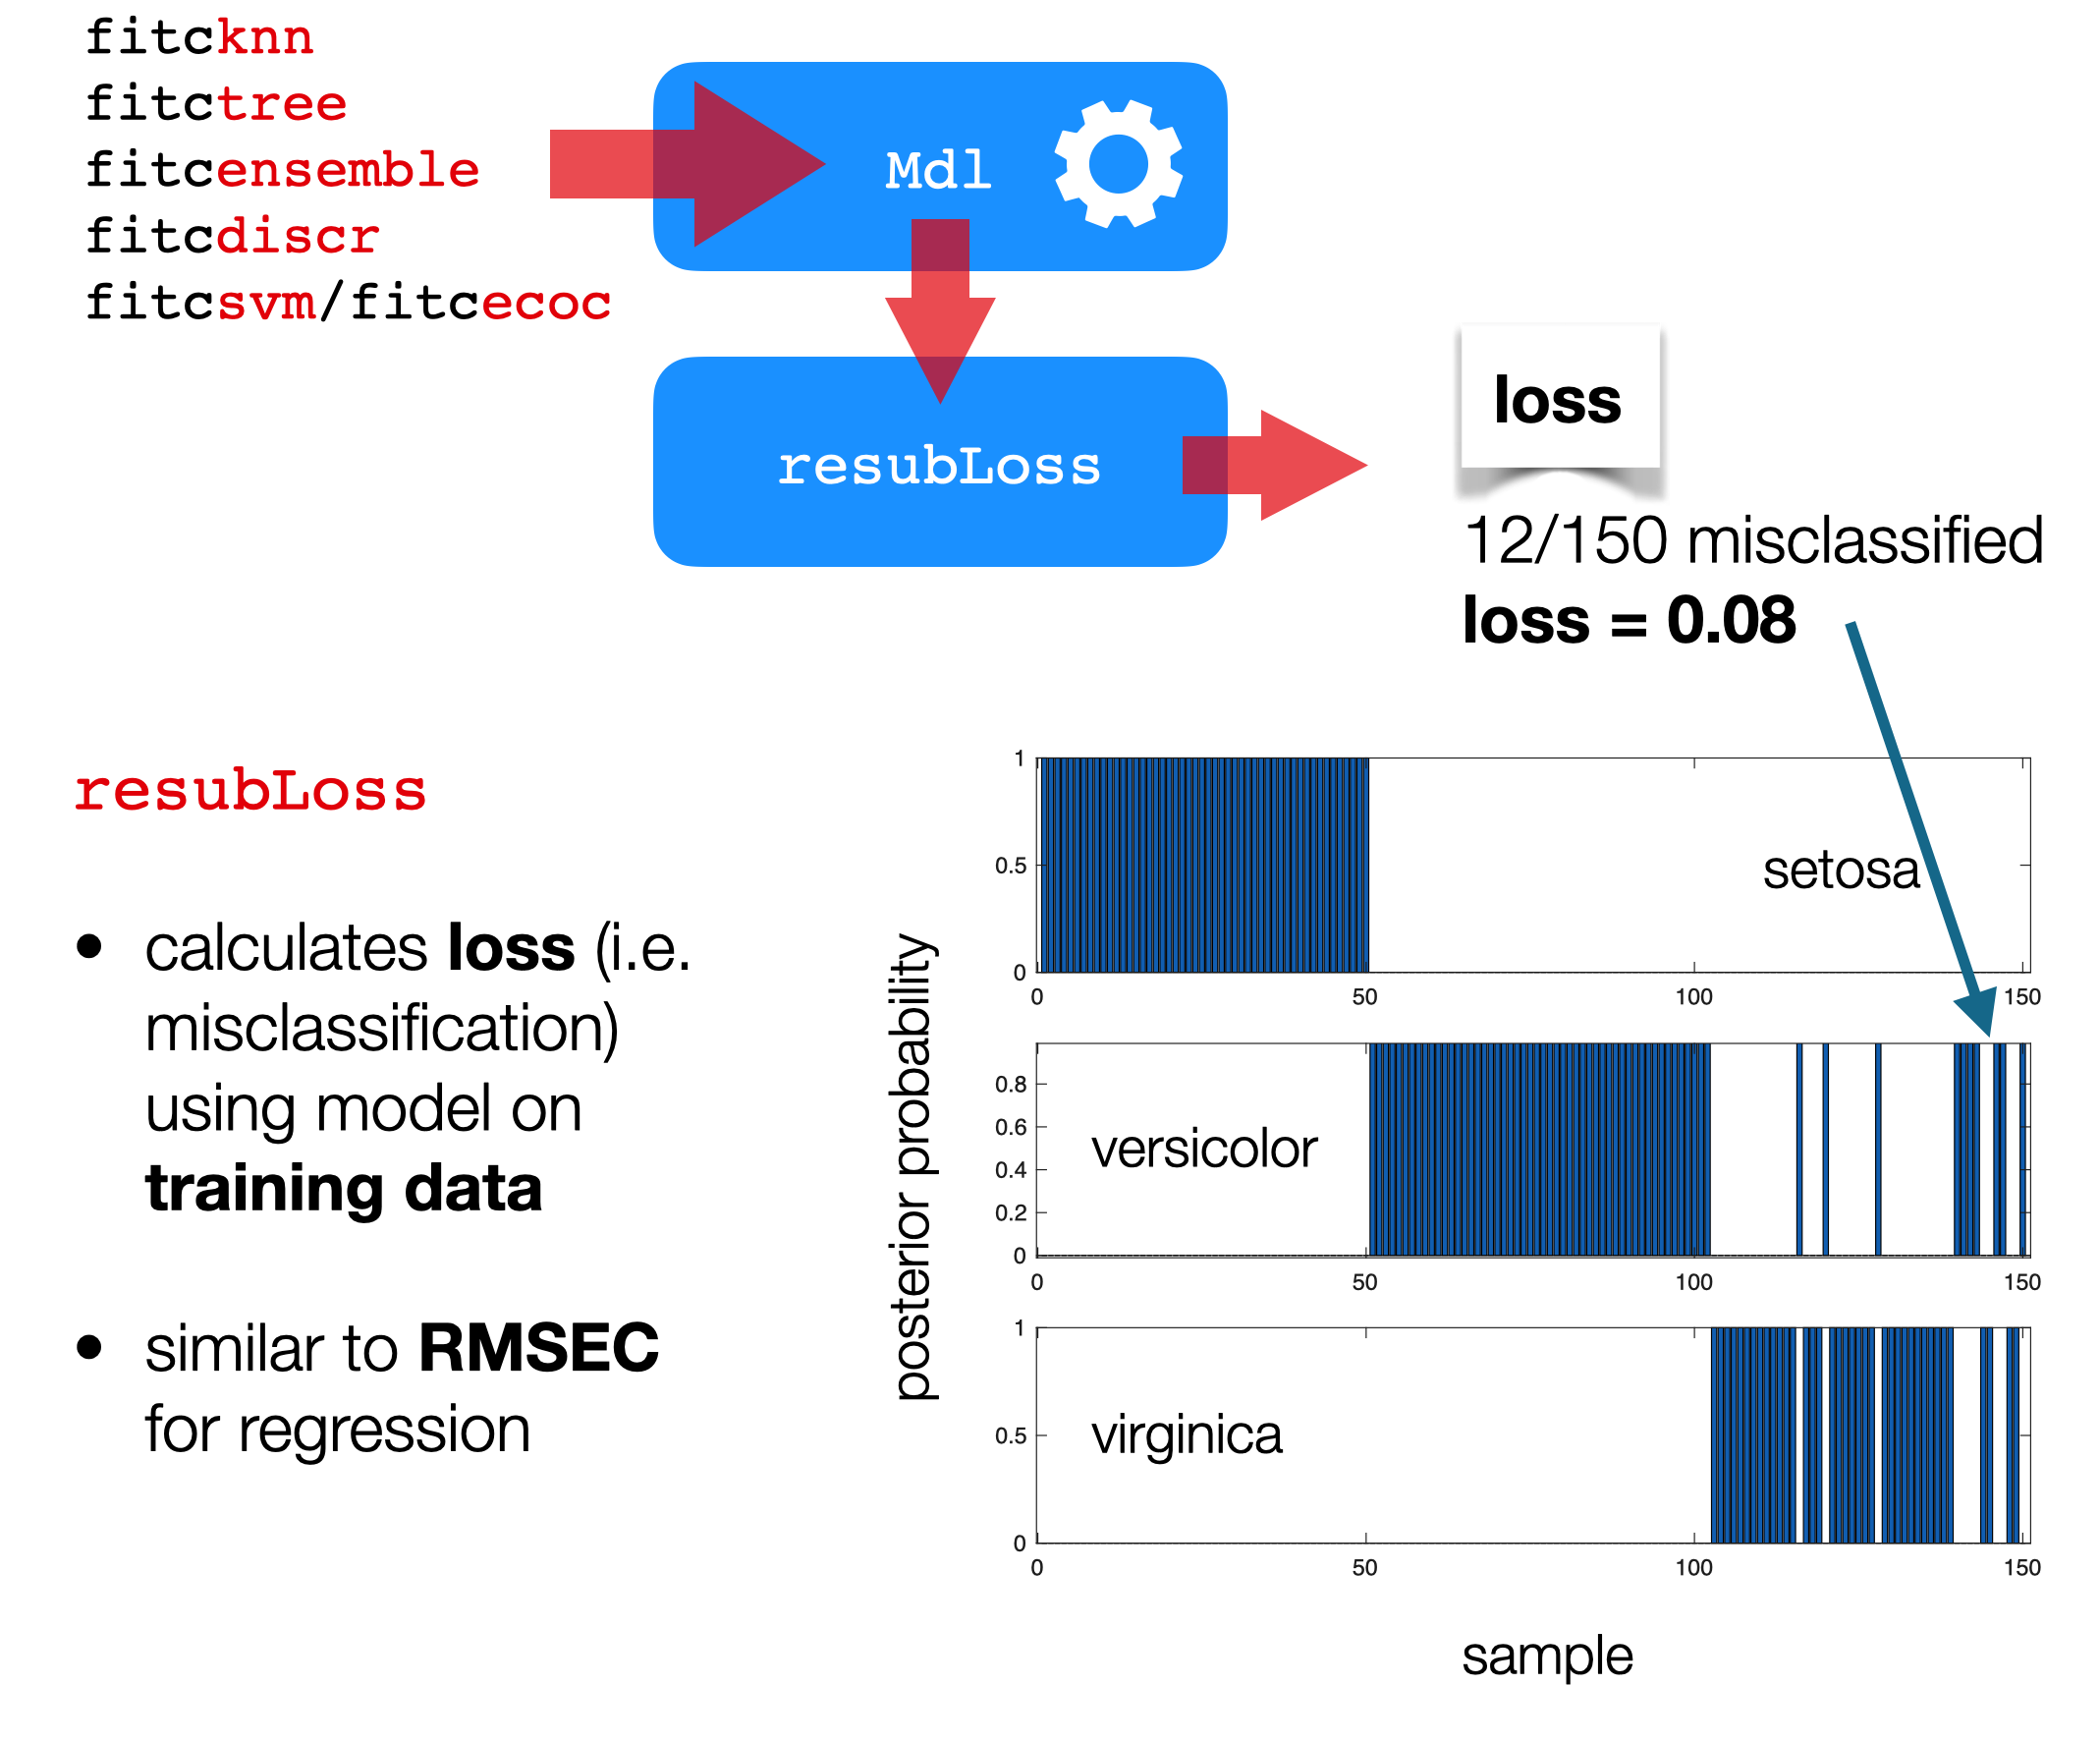 fitcknn
fitctree
fitcensemble
fitcdiscr
fitcsvm/fitcecoc
Mdl
resubLoss
loss
12/150 misclassified
loss = 0.08
resubLoss
• calculates loss (i.e.
misclassification)
using model on
training data
• similar to RMSEC
for regression
posterior probability
1
0.5
0
setosa
0 50 100 150
0.8
0.6
0.4
0.2
0
versicolor
0 50 100 150
1
0.5
0
virginica
0 50 100 150
sample